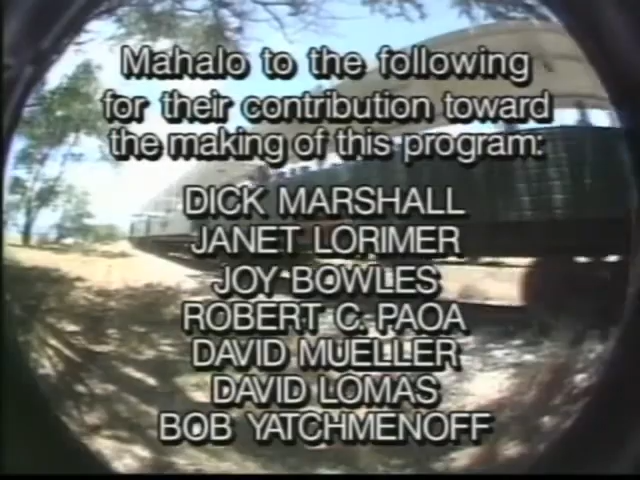 Mahalo to the following
for their contribution toward
the making of this program:
DICK MARSHALL
JANET LORIMER
JOY BOWLES
ROBERT C. PAOA
DAVID MUELLER
DAVID LOMAS
BOB YATCHMENOFF